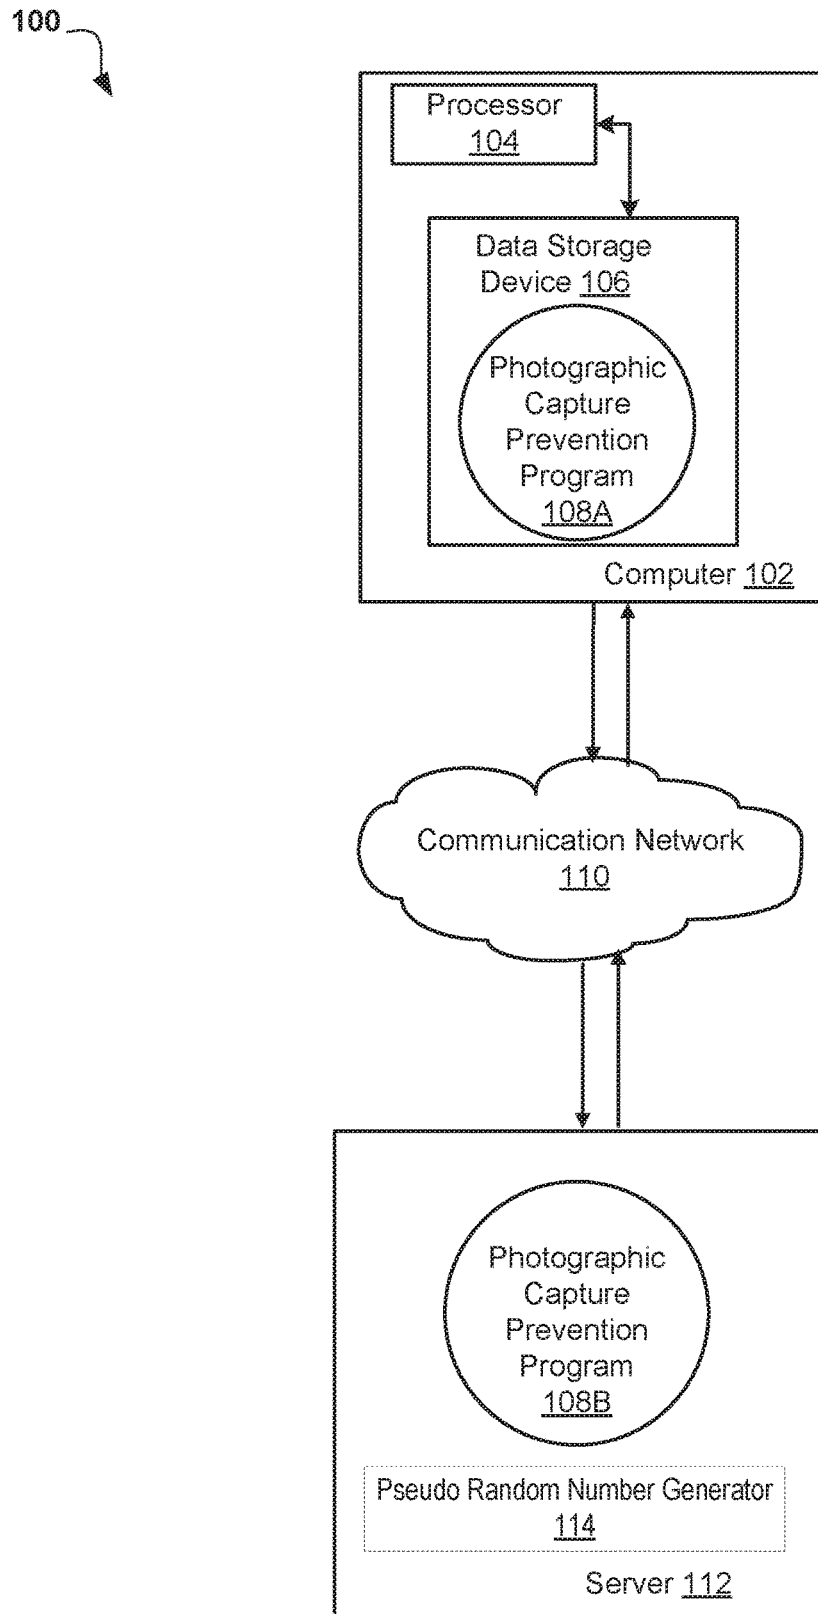 100
Processor
104
Data Storage
Device 106
Photographic
Capture
Prevention
Program
108A
Computer 102
Communication Network
110
Photographic
Capture
Prevention
Program
108B
Pseudo Random Number Generator
114
Server 112